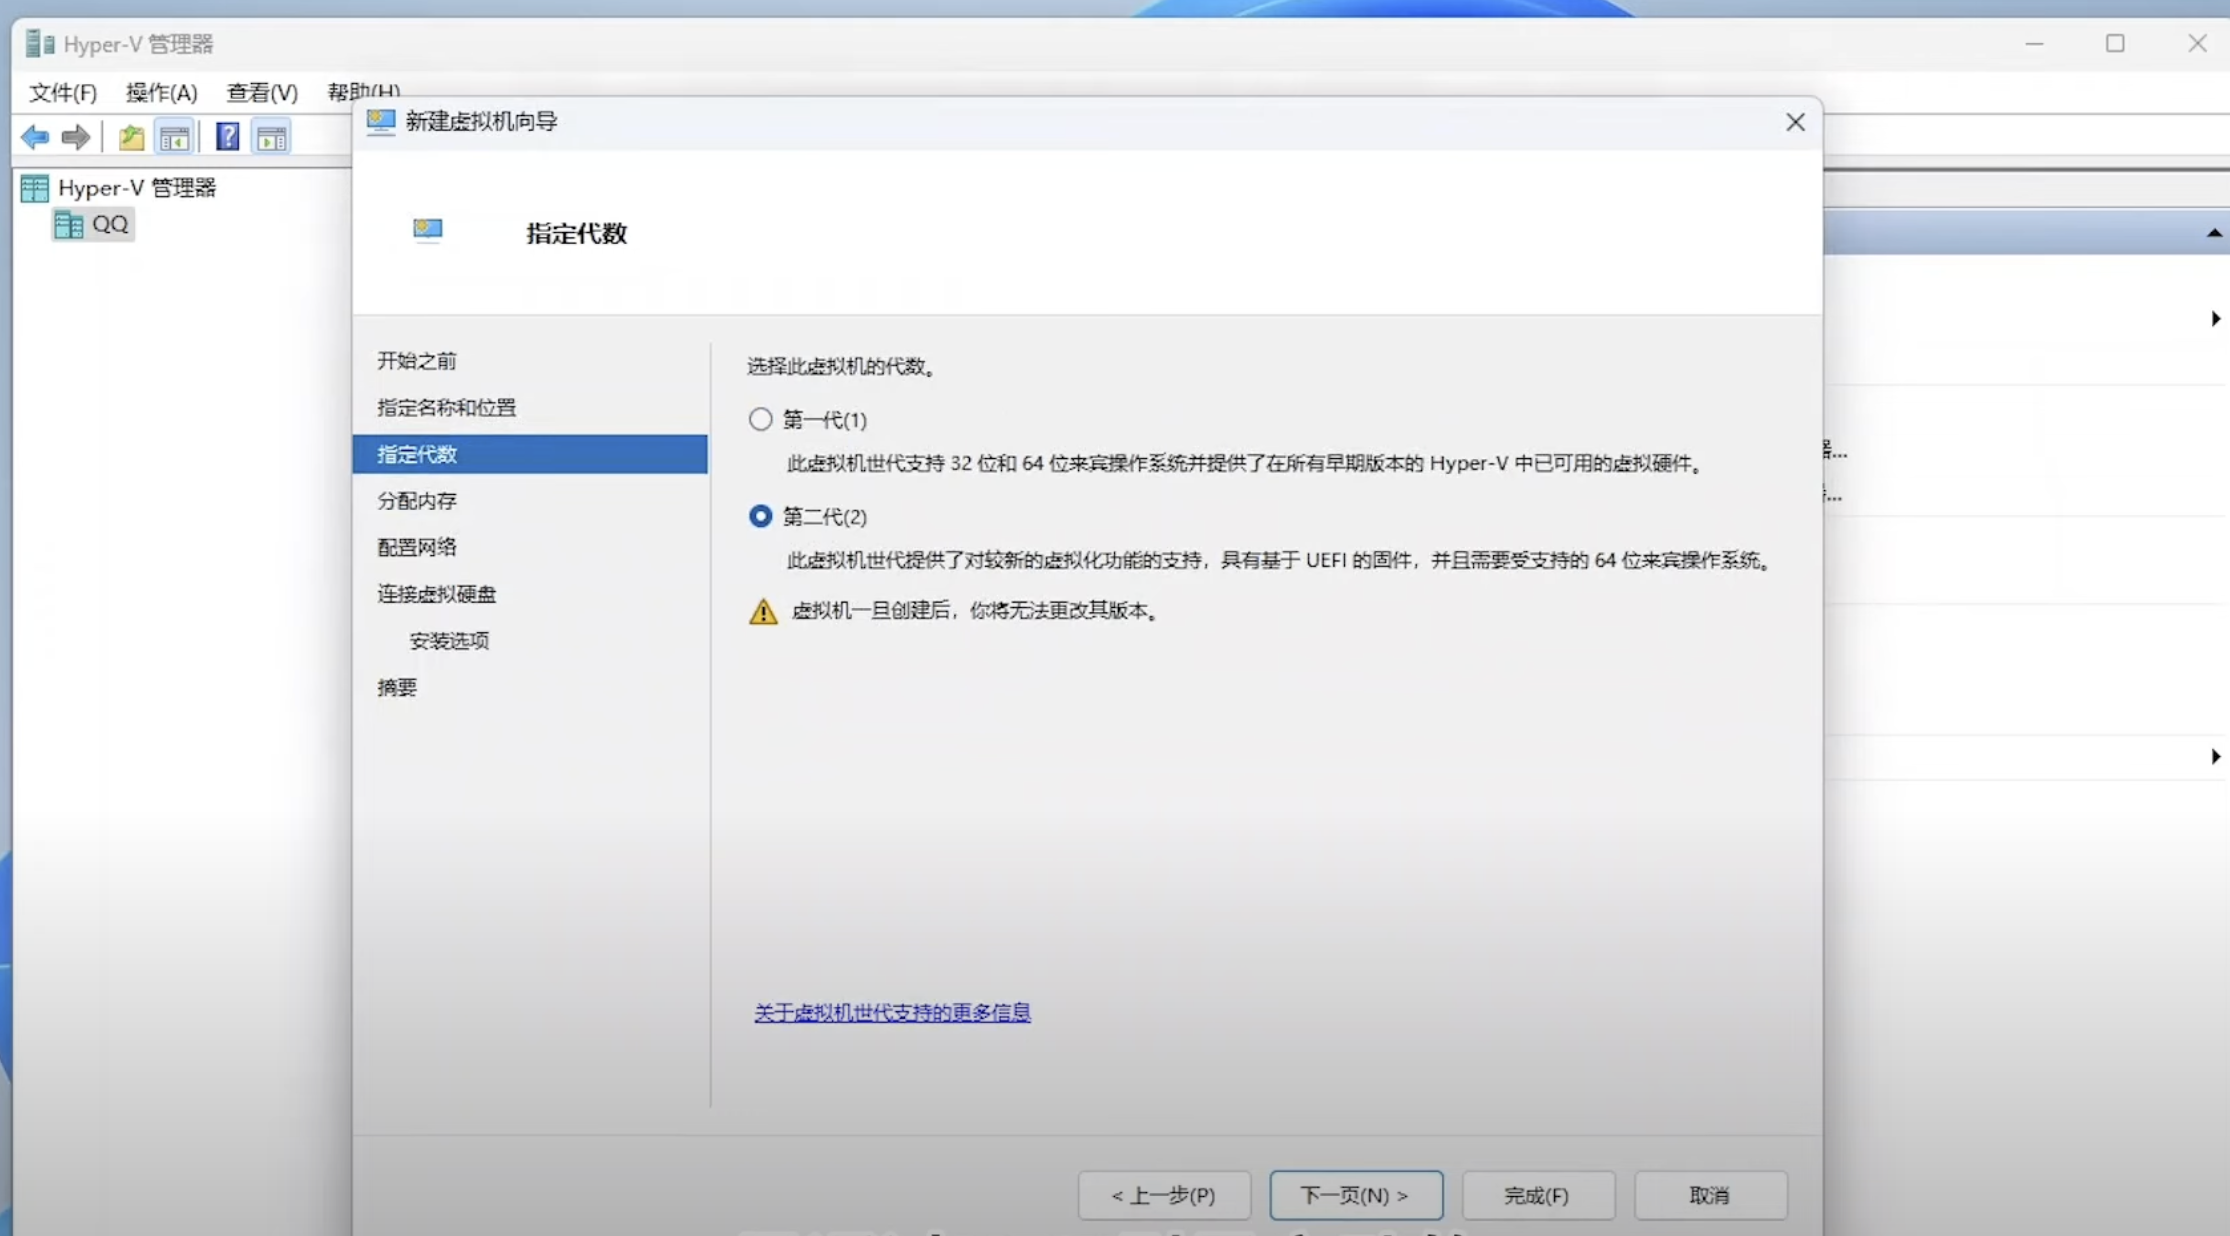 Hyper-V 管理器
文件(F) 操作(A) 查看(V) 帮助(H)
Hyper-V 管理器
QQ
新建虚拟机向导
指定代数
开始之前
指定名称和位置
指定代数
分配内存
配置网络
连接虚拟硬盘
安装选项
摘要
选择此虚拟机的代数。
第一代(1)
此虚拟机世代支持 32 位和 64 位来宾操作系统并提供了在所有早期版本的 Hyper-V 中已可用的虚拟硬件。
第二代(2)
此虚拟机世代提供了对较新的虚拟化功能的支持，具有基于 UEFI 的固件，并且需要受支持的 64 位来宾操作系统。
虚拟机一旦创建后，你将无法更改其版本。
关于虚拟机世代支持的更多信息
器...
< 上一步(P) 下一页(N) > 完成(F) 取消